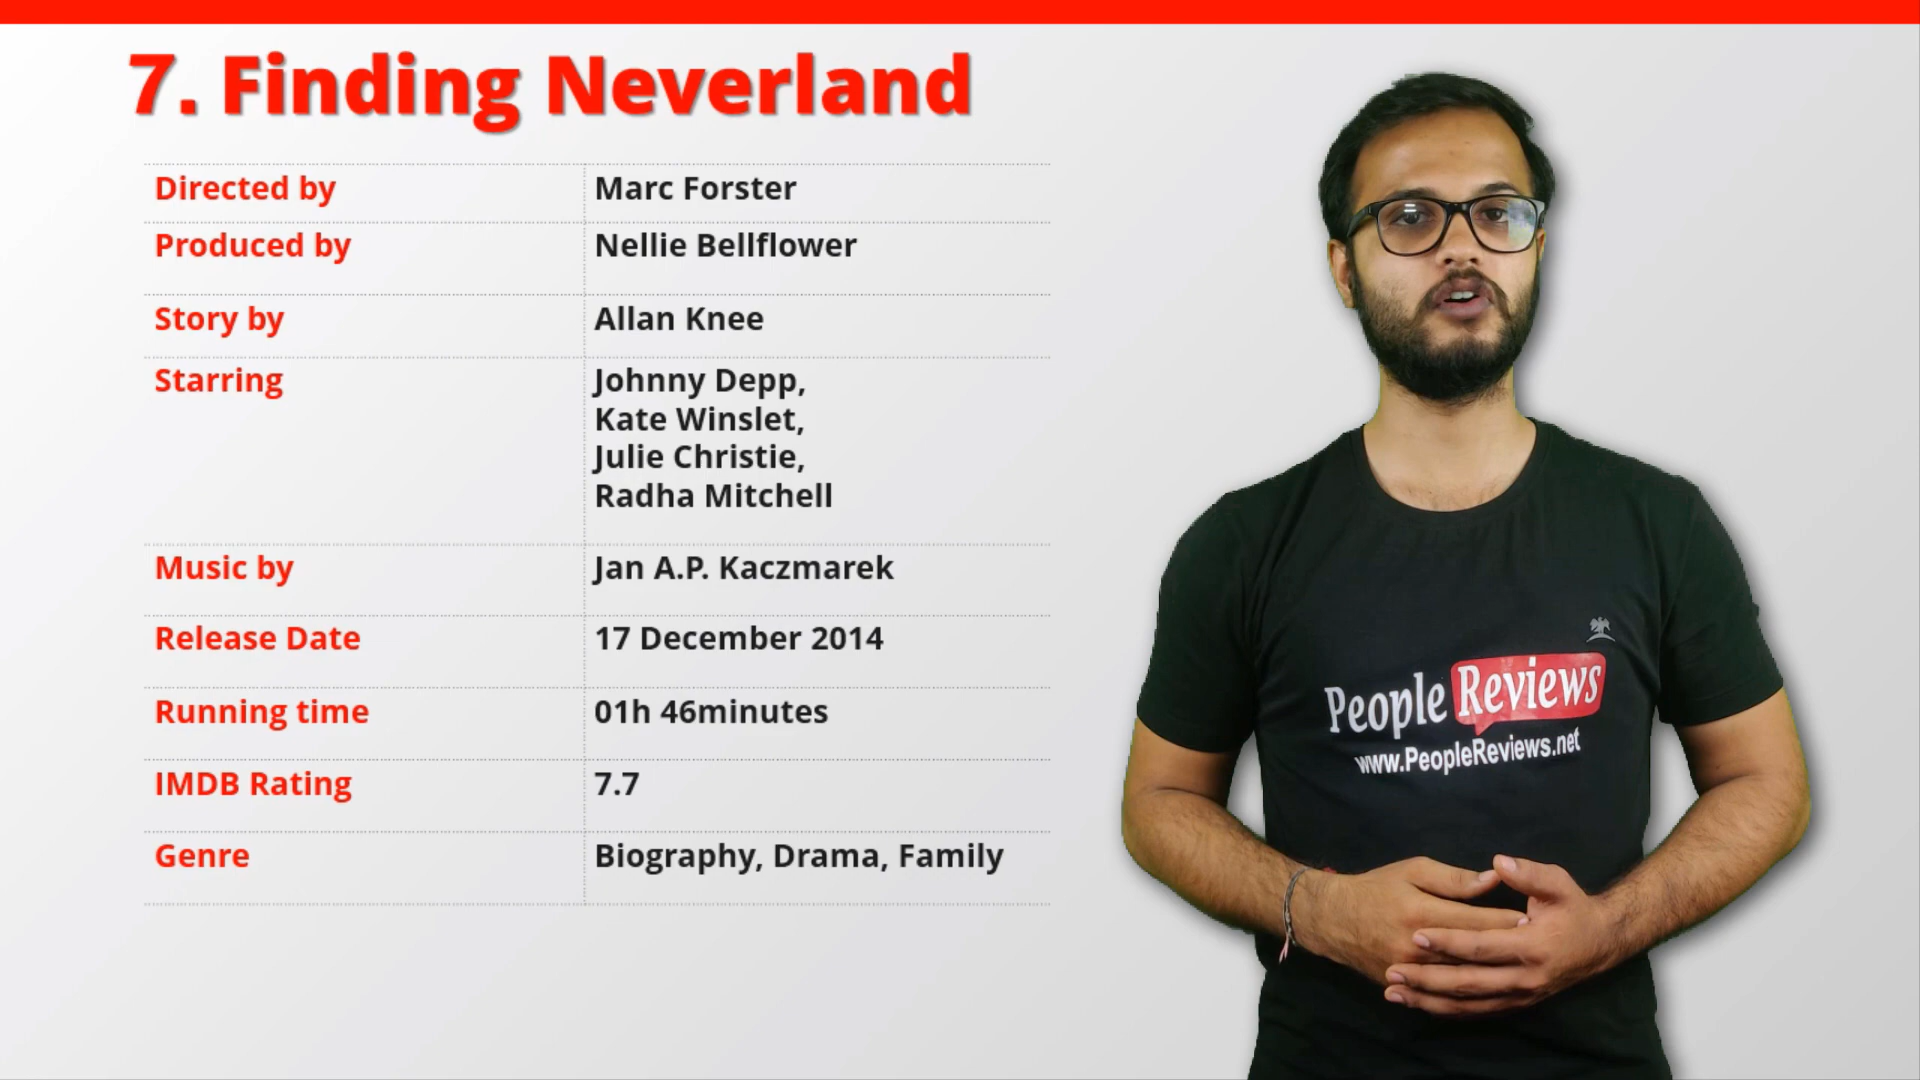 7. Finding Neverland
Directed by Marc Forster
Produced by Nellie Bellflower
Story by Allan Knee
Starring Johnny Depp,
Kate Winslet,
Julie Christie,
Radha Mitchell
Music by Jan A.P. Kaczmarek
Release Date 17 December 2014
Running time 01h 46minutes
IMDB Rating 7.7
Genre Biography, Drama, Family
People Reviews
www.PeopleReviews.net